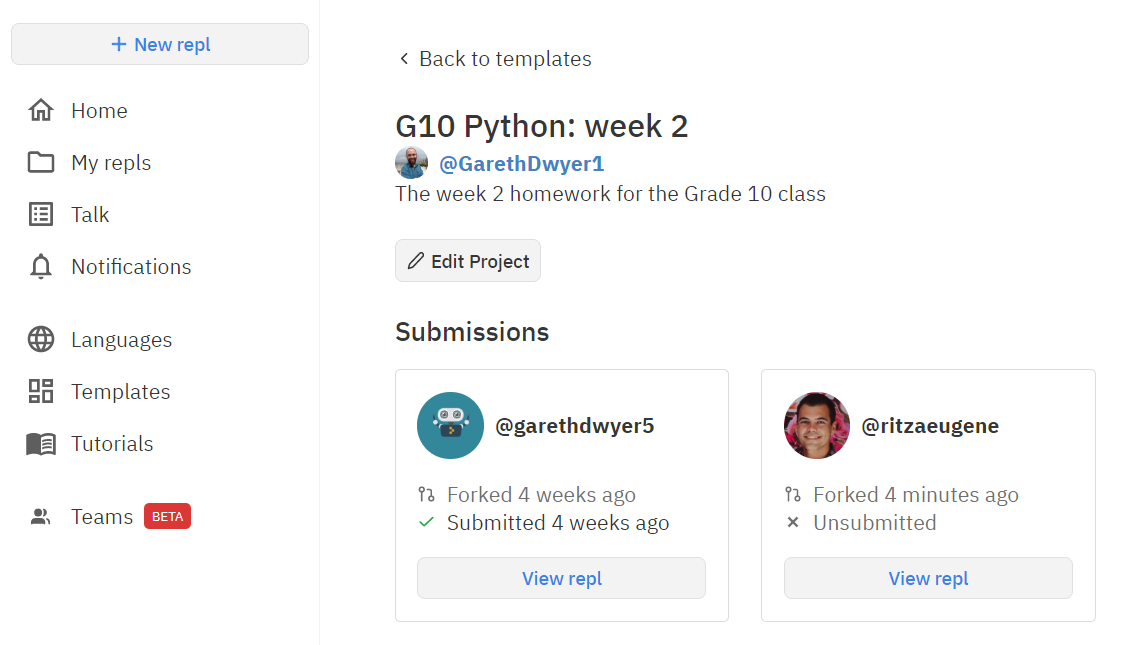 + New repl
Home
My repls
Talk
Notifications
Languages
Templates
Tutorials
Teams BETA
Back to templates
G10 Python: week 2
@GarethDwyer1
The week 2 homework for the Grade 10 class
Edit Project
Submissions
@garethdwyer5
Forked 4 weeks ago
Submitted 4 weeks ago
View repl
@ritzaeugene
Forked 4 minutes ago
Unsubmitted
View repl